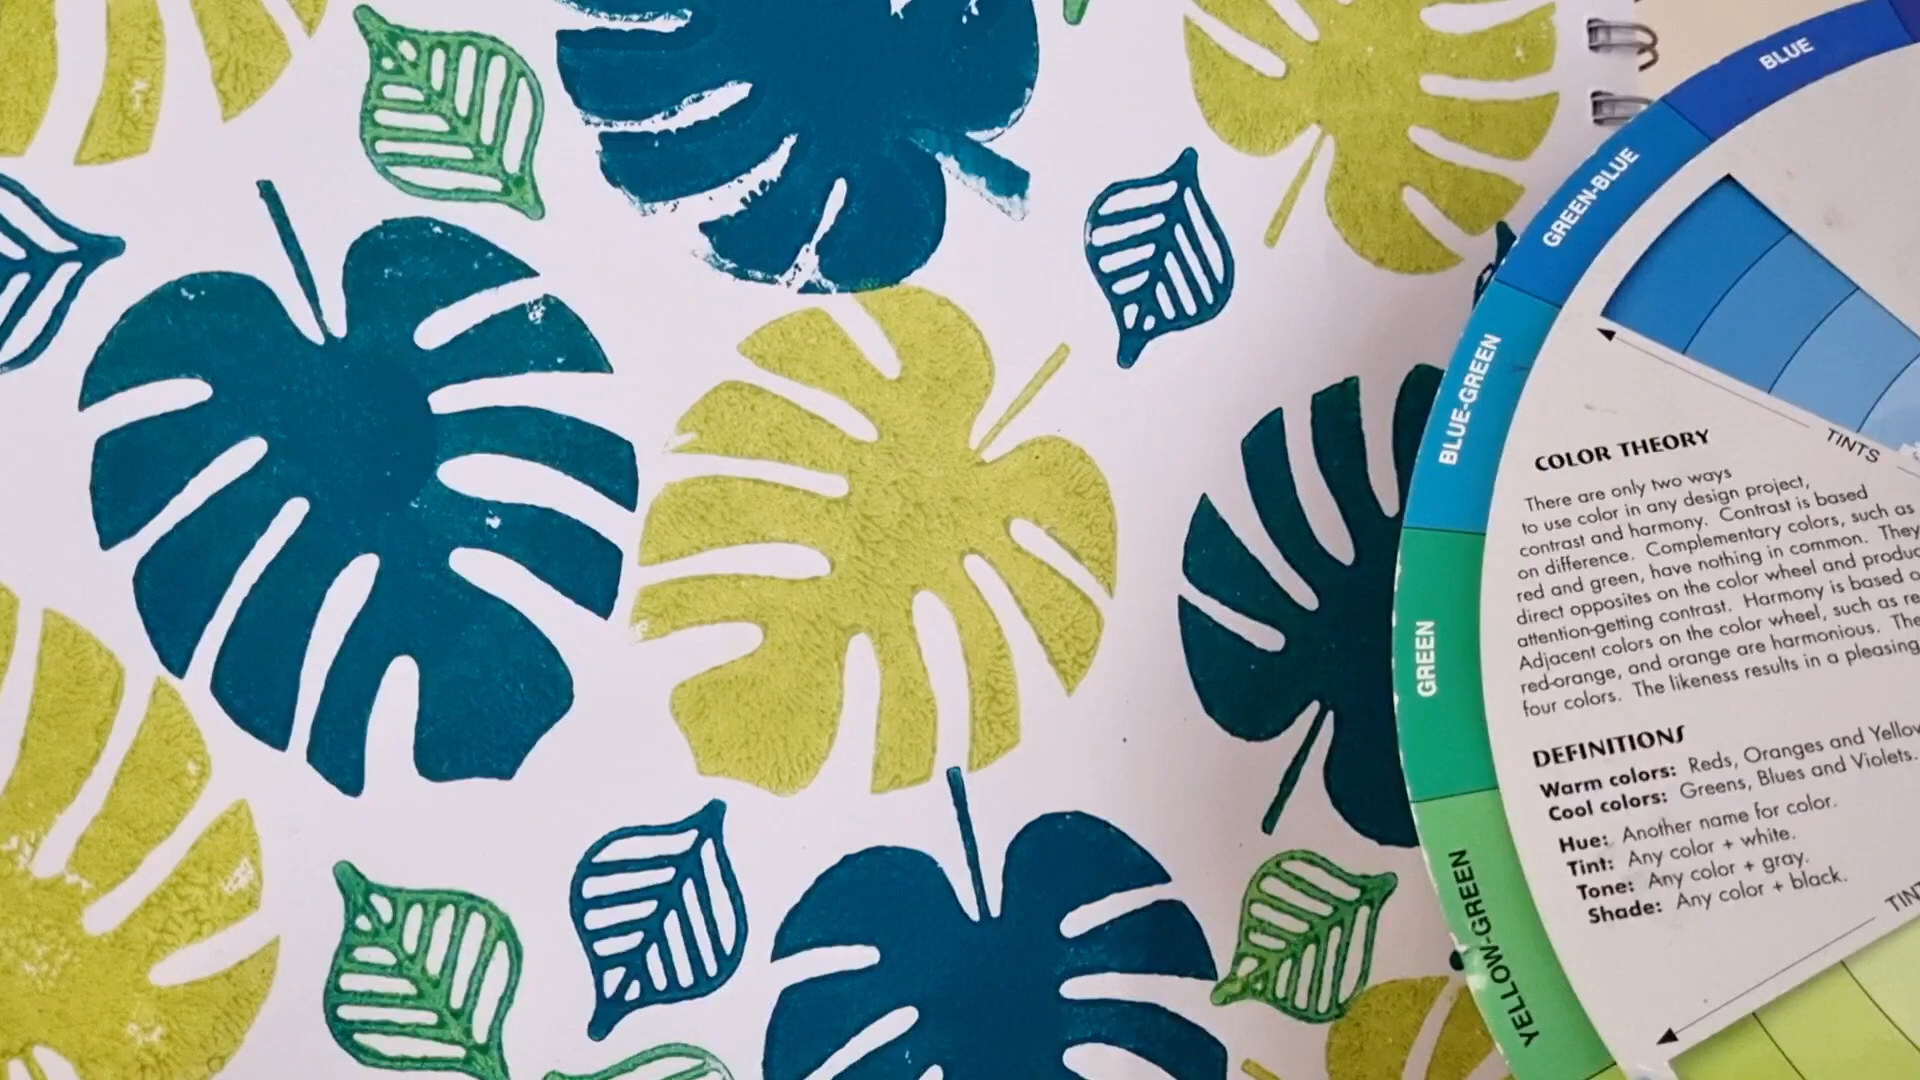 BLUE
GREEN-BLUE
BLUE-GREEN
GREEN
YELLOW-GREEN
TINTS
COLOR THEORY
There are only two ways
to use color in any design project,
contrast and harmony. Contrast is based
on difference. Complementary colors, such as
red and green, have nothing in common. They
direct opposites on the color wheel and produc
attention-getting contrast. Harmony is based o
Adjacent colors on the color wheel, such as re
red-orange, and orange are harmonious. The
four colors. The likeness results in a pleasing
DEFINITIONS
Warm colors: Reds, Oranges and Yellow
Cool colors: Greens, Blues and Violets.
Hue: Another name for color.
Tint: Any color + white.
Tone: Any color + gray.
Shade: Any color + black.
TINT